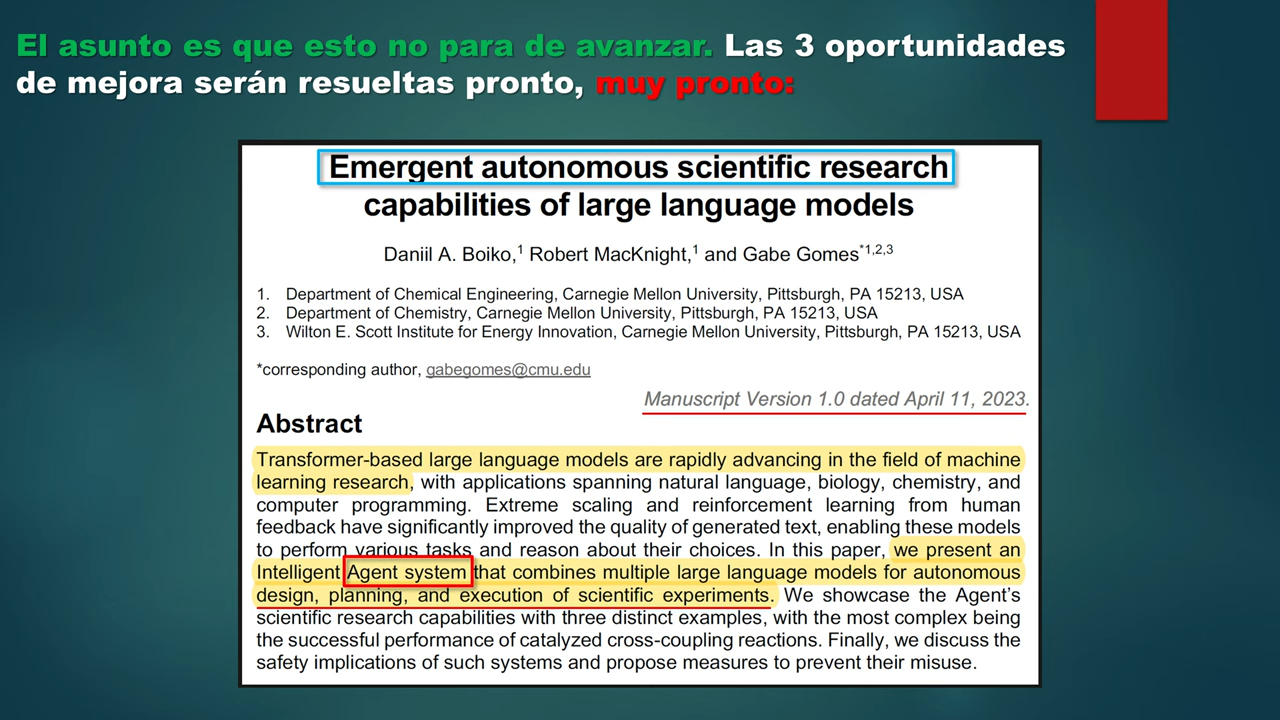 El asunto es que esto no para de avanzar. Las 3 oportunidades
de mejora serán resueltas pronto, muy pronto:
Emergent autonomous scientific research
capabilities of large language models
Daniil A. Boiko,1 Robert MacKnight,1 and Gabe Gomes*1,2,3
1. Department of Chemical Engineering, Carnegie Mellon University, Pittsburgh, PA 15213, USA
2. Department of Chemistry, Carnegie Mellon University, Pittsburgh, PA 15213, USA
3. Wilton E. Scott Institute for Energy Innovation, Carnegie Mellon University, Pittsburgh, PA 15213, USA
*corresponding author, gabegomes@cmu.edu
Manuscript Version 1.0 dated April 11, 2023.
Abstract
Transformer-based large language models are rapidly advancing in the field of machine
learning research, with applications spanning natural language, biology, chemistry, and
computer programming. Extreme scaling and reinforcement learning from human
feedback have significantly improved the quality of generated text, enabling these models
to perform various tasks and reason about their choices. In this paper, we present an
Intelligent Agent system that combines multiple large language models for autonomous
design, planning, and execution of scientific experiments. We showcase the Agent's
scientific research capabilities with three distinct examples, with the most complex being
the successful performance of catalyzed cross-coupling reactions. Finally, we discuss the
safety implications of such systems and propose measures to prevent their misuse.